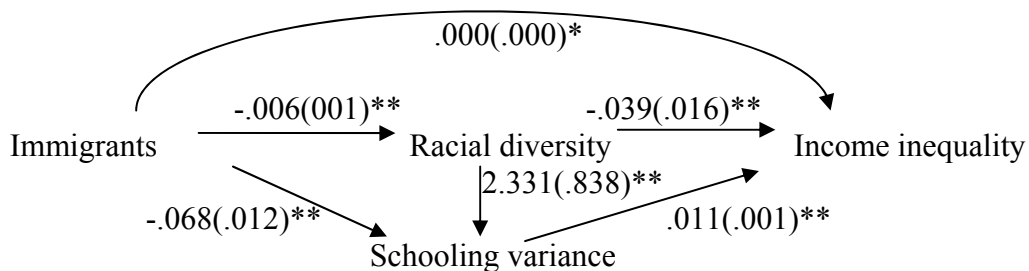 .000(.000)*
-.006(001)** -.039(.016)**
Immigrants Racial diversity Income inequality
2.331(.838)**
-.068(.012)** .011(.001)**
Schooling variance